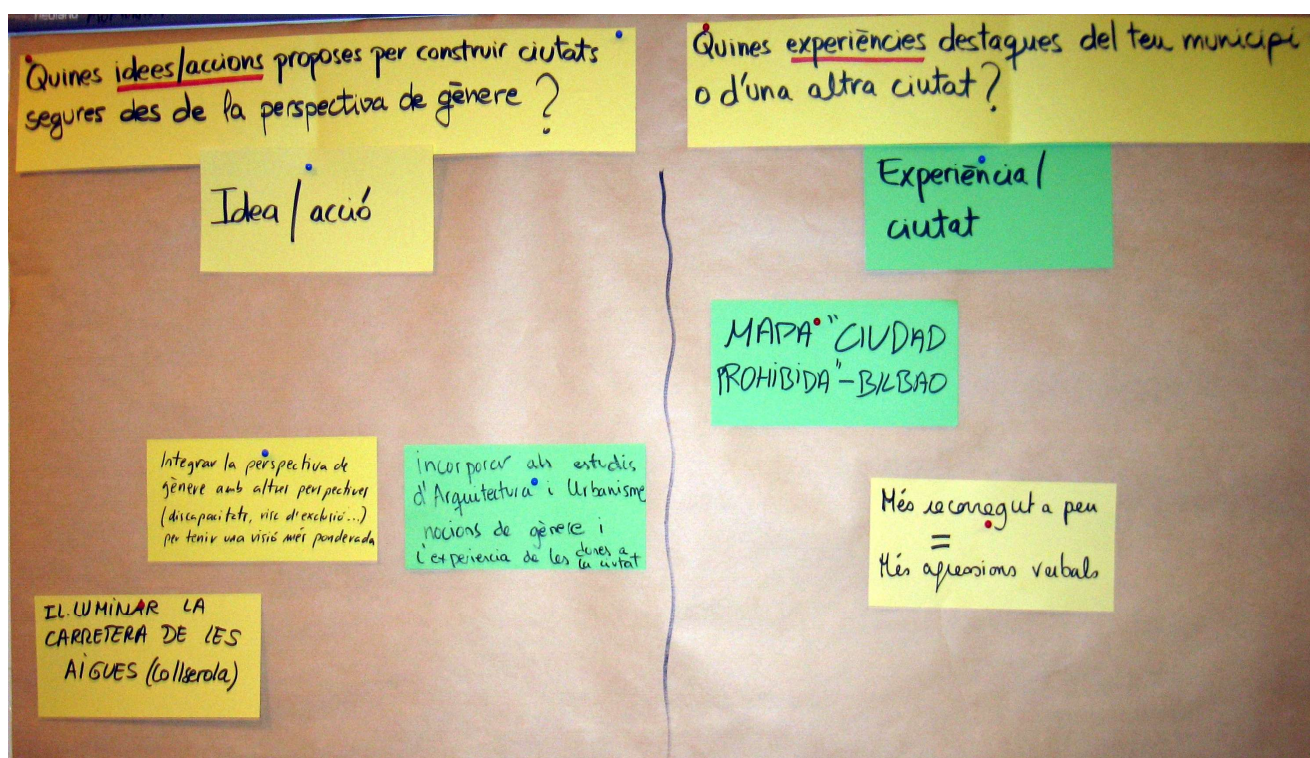 Quines idees/accions proposes per construir ciutats
segures des de la perspectiva de gènere?
Idea/acció
Integrar la perspectiva de
gènere amb altres perspectives
(discapacitats, risc d'exclusió...)
per tenir una visió més ponderada
incorporar als estudis
d'Arquitectura i Urbanisme
nocions de gènere i
l'experiencia de les dones a
la ciutat
IL.LUMINAR LA
CARRETERA DE LES
AIGUES (Collserola)
Quines experiències destaques del teu municipi
o d'una altra ciutat?
Experiència/
ciutat
MAPA "CIUDAD
PROHIBIDA" - BILBAO
Més recorregut a peu
=
Més agressions verbals